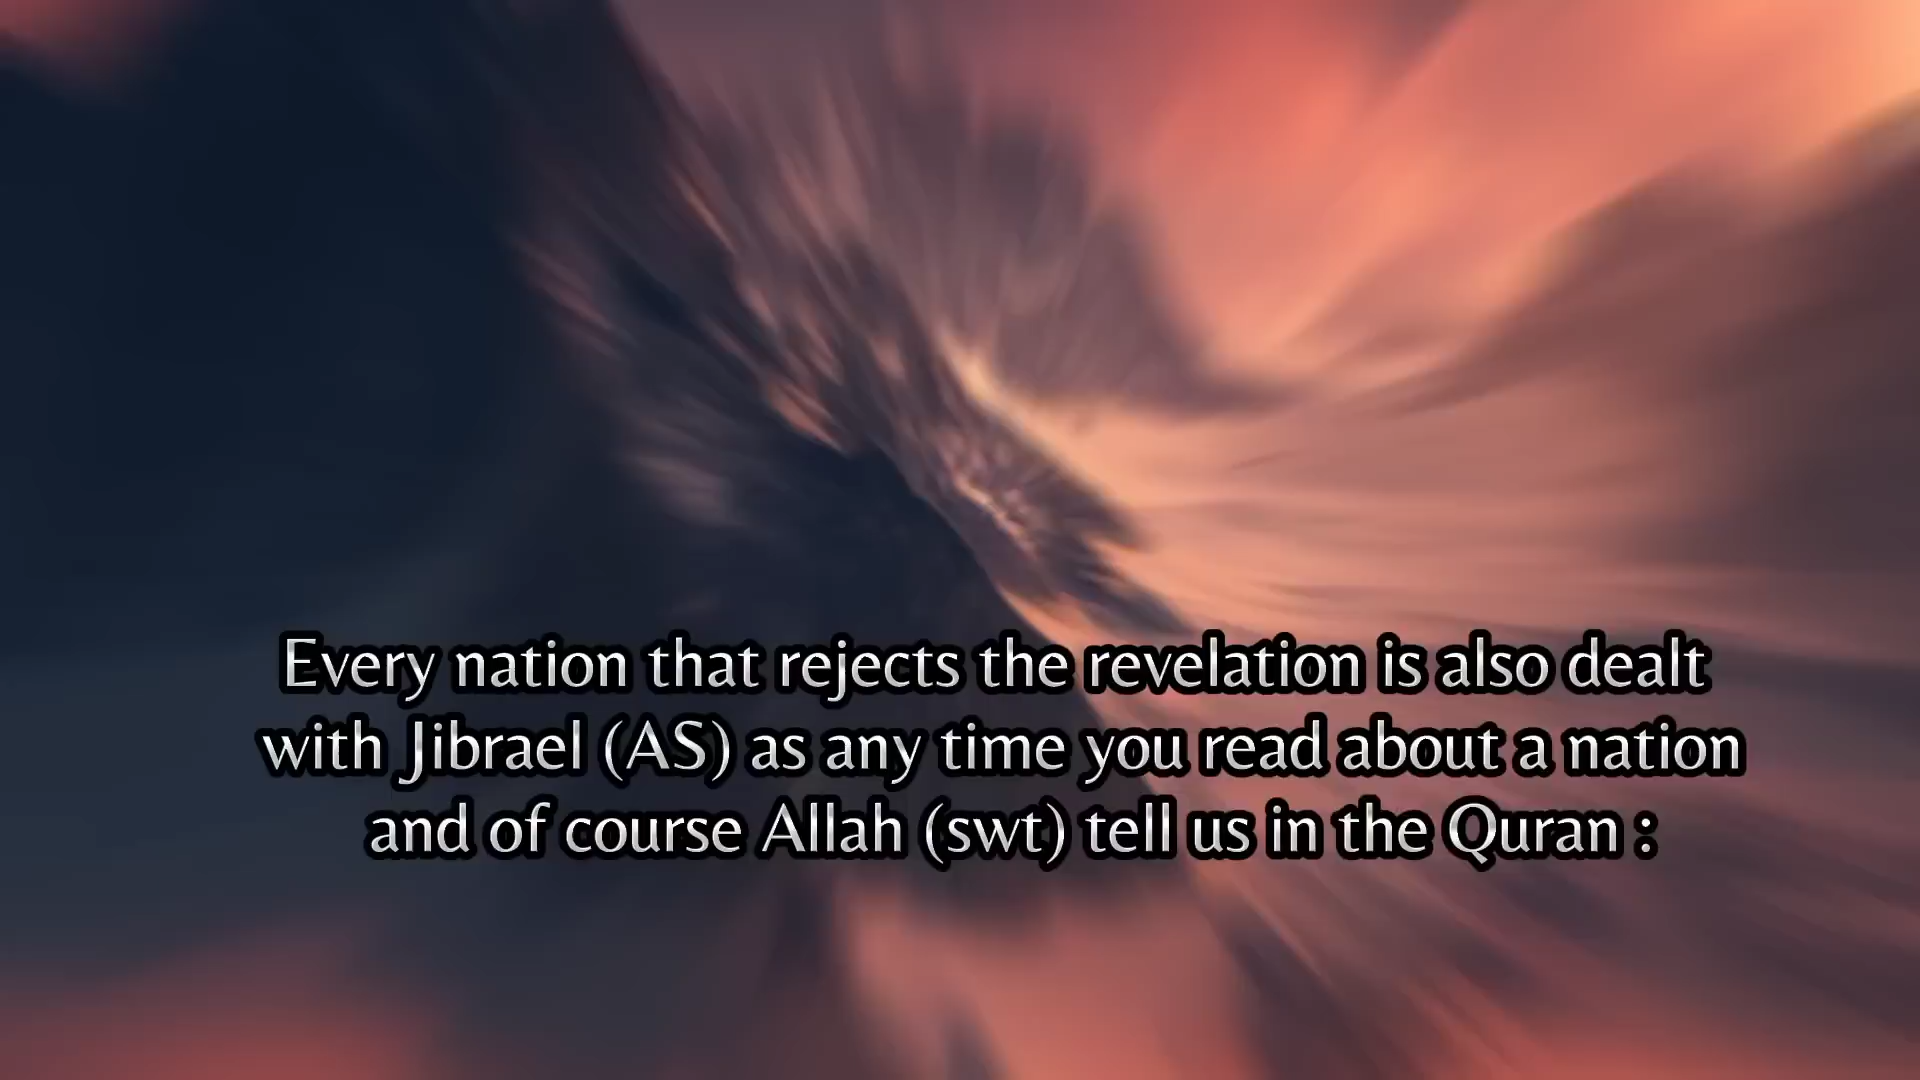 Every nation that rejects the revelation is also dealt
with Jibrael (AS) as any time you read about a nation
and of course Allah (swt) tell us in the Quran :